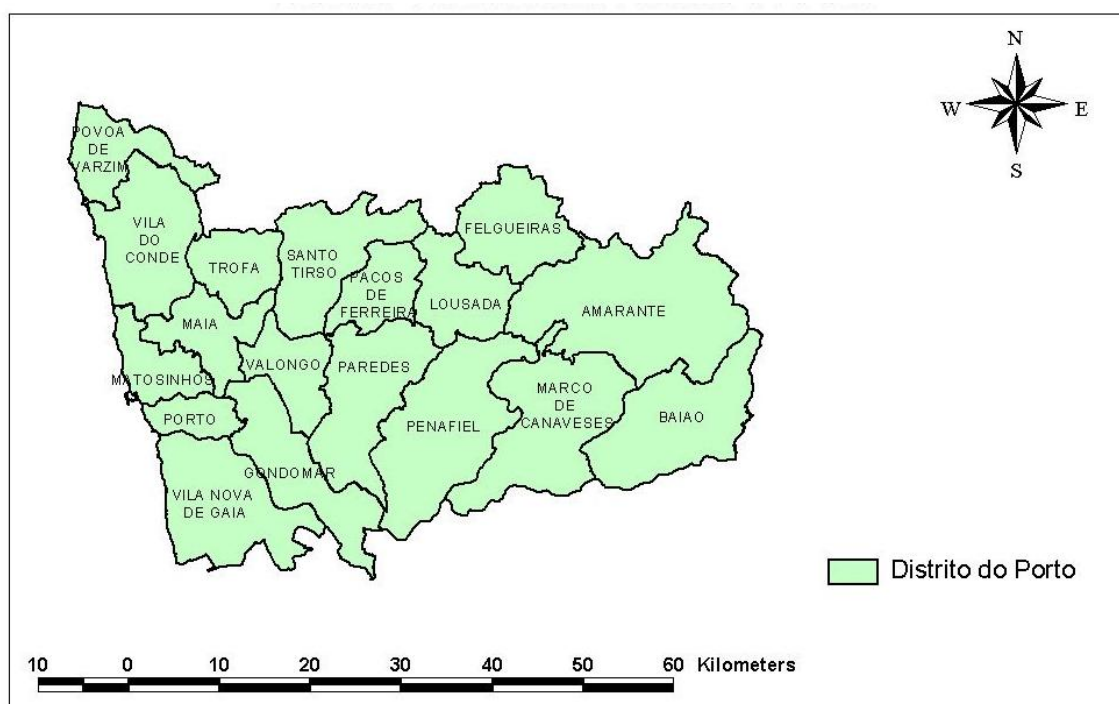 N
W
E
S
POVOA
DE
VARZIM
VILA
DO
CONDE
TROFA
SANTO
TIRSO
PACOS
DE
FERREIRA
FELGUEIRAS
LOUSADA
AMARANTE
MAIA
MATOSINHOS
VALONGO
PAREDES
PORTO
PENAFIEL
MARCO
DE
CANAVESES
BAIAO
GONDOMAR
VILA NOVA
DE GAIA
Distrito do Porto
10 0 10 20 30 40 50 60 Kilometers